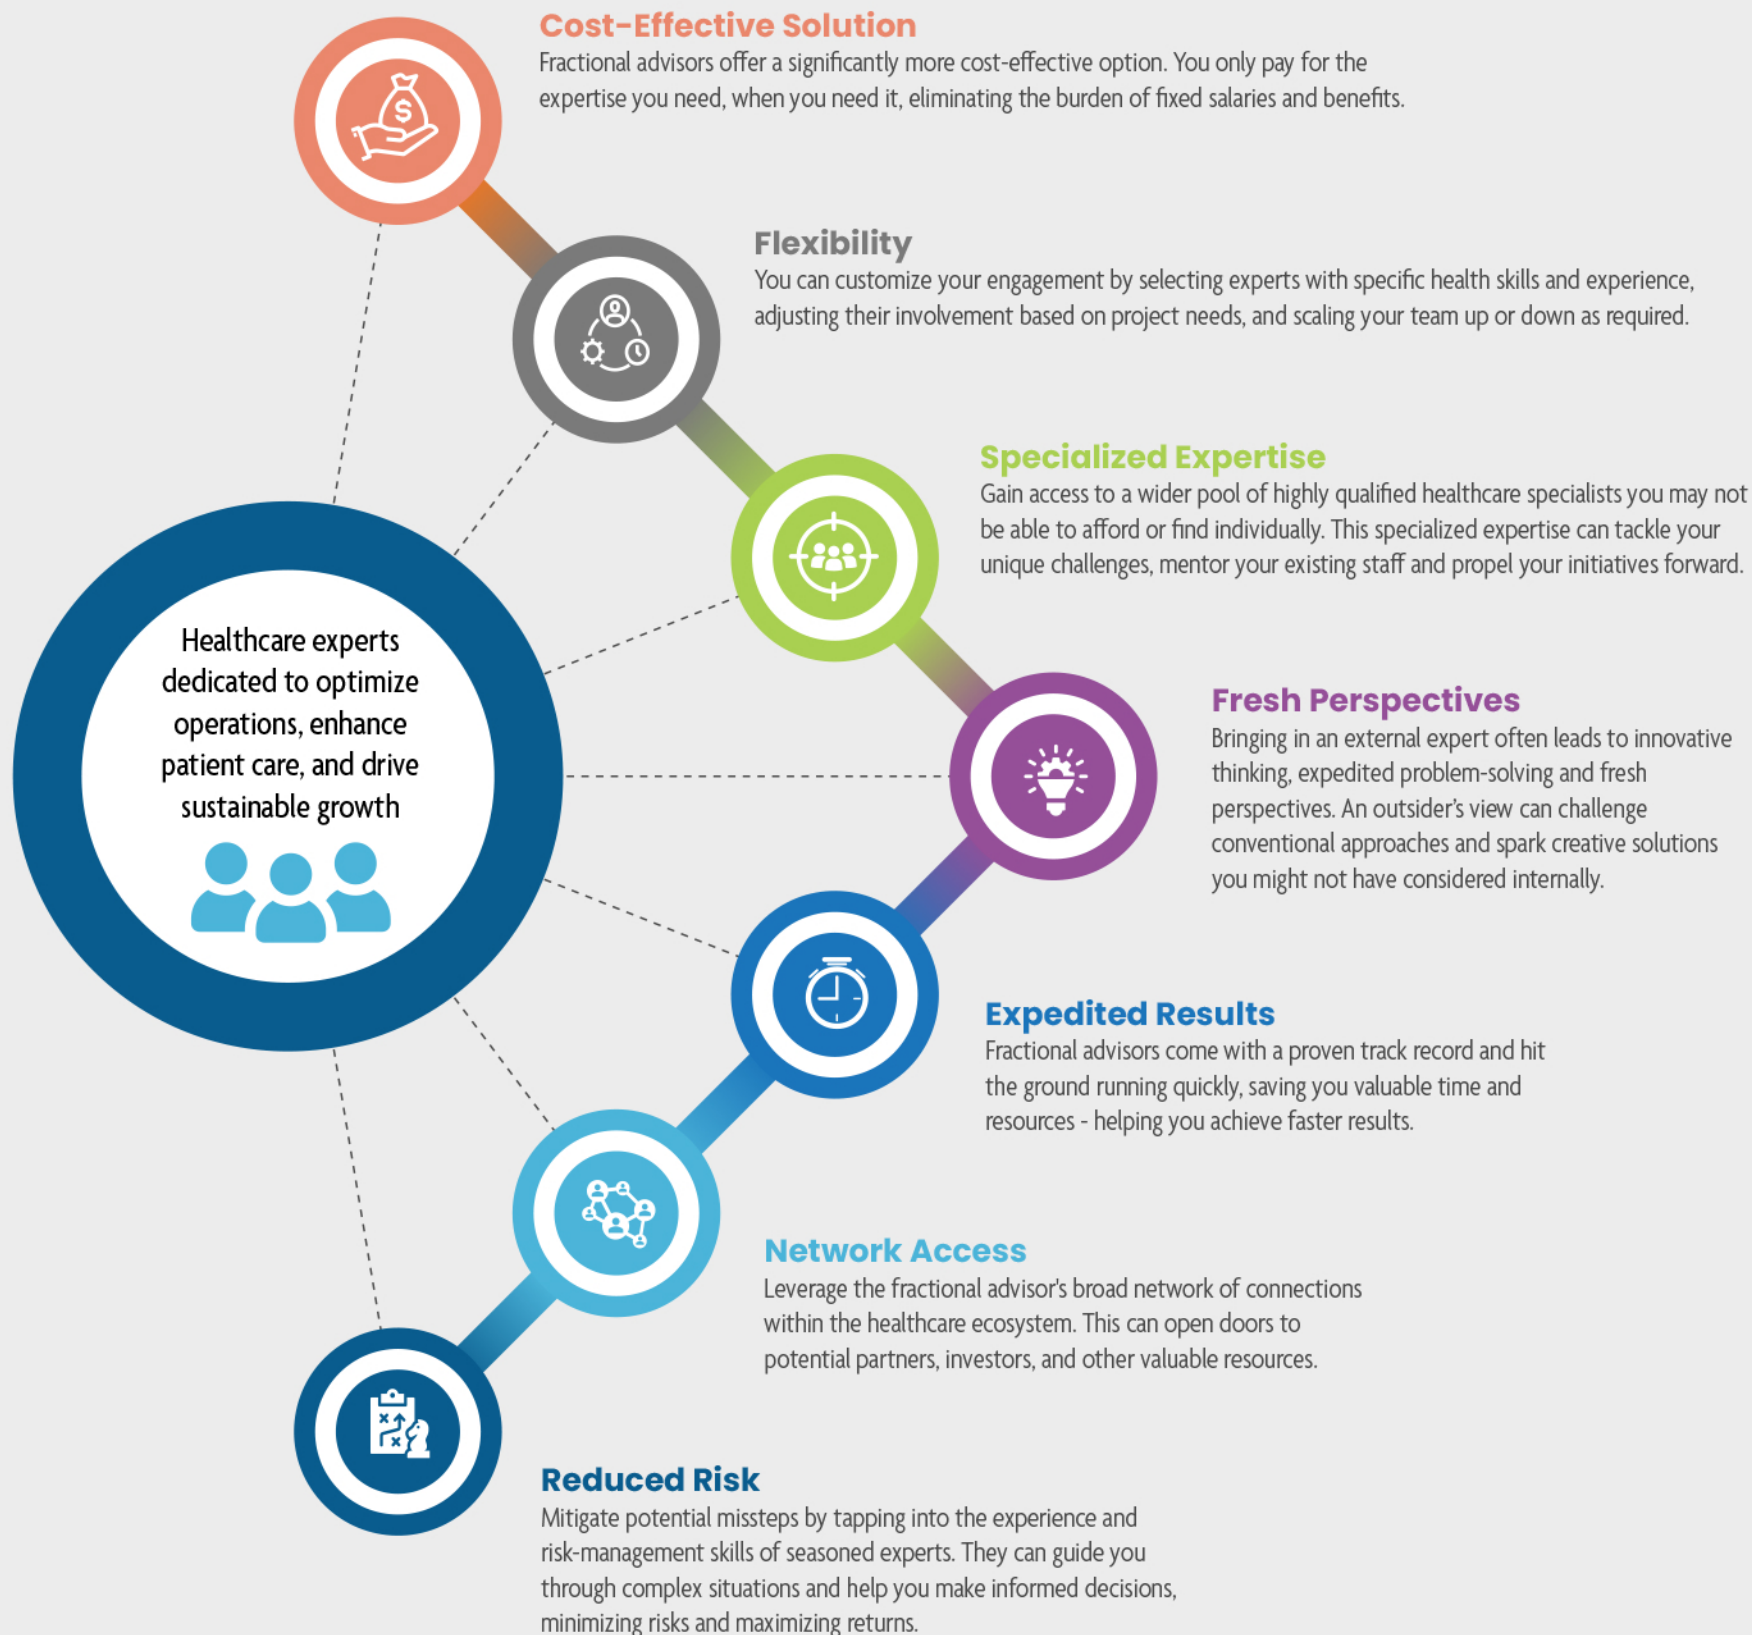 Cost-Effective Solution
Fractional advisors offer a significantly more cost-effective option. You only pay for the
expertise you need, when you need it, eliminating the burden of fixed salaries and benefits.
$
Flexibility
You can customize your engagement by selecting experts with specific health skills and experience,
adjusting their involvement based on project needs, and scaling your team up or down as required.
Specialized Expertise
Gain access to a wider pool of highly qualified healthcare specialists you may not
be able to afford or find individually. This specialized expertise can tackle your
unique challenges, mentor your existing staff and propel your initiatives forward.
Healthcare experts
dedicated to optimize
operations, enhance
patient care, and drive
sustainable growth
Fresh Perspectives
Bringing in an external expert often leads to innovative
thinking, expedited problem-solving and fresh
perspectives. An outsider's view can challenge
conventional approaches and spark creative solutions
you might not have considered internally.
Expedited Results
Fractional advisors come with a proven track record and hit
the ground running quickly, saving you valuable time and
resources - helping you achieve faster results.
Network Access
Leverage the fractional advisor's broad network of connections
within the healthcare ecosystem. This can open doors to
potential partners, investors, and other valuable resources.
Reduced Risk
Mitigate potential missteps by tapping into the experience and
risk-management skills of seasoned experts. They can guide you
through complex situations and help you make informed decisions,
minimizing risks and maximizing returns.